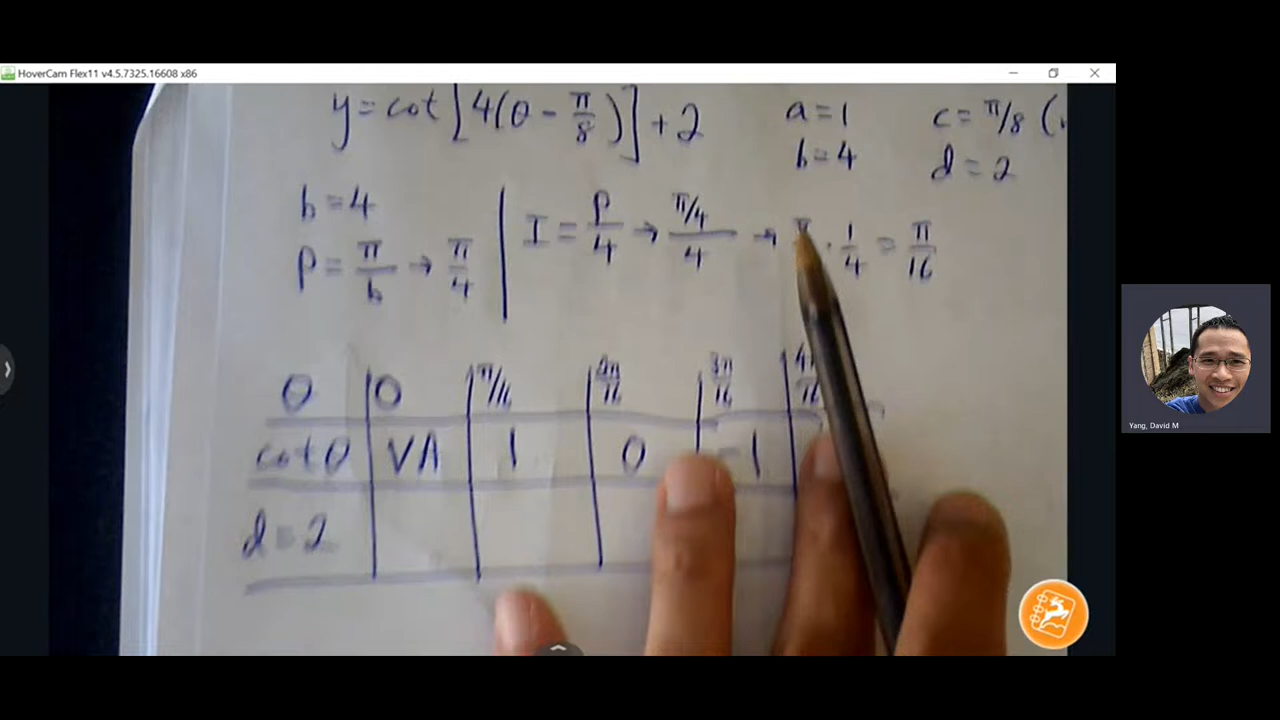 HoverCam Flex11 v4.5.7325.16608 x86
y = cot [4(θ - π/8)] + 2
a = 1
c = π/8 (
b = 4
d = 2
b = 4
P = π/b → π/4
I = P/4 → π/4 / 4 → π · 1/4 = π/16
θ | 0 | π/16 | 2π/16 | 3π/16 | 4π/16
cot θ | VA | 1 | 0 | -1 |
d = 2
Yang, David M